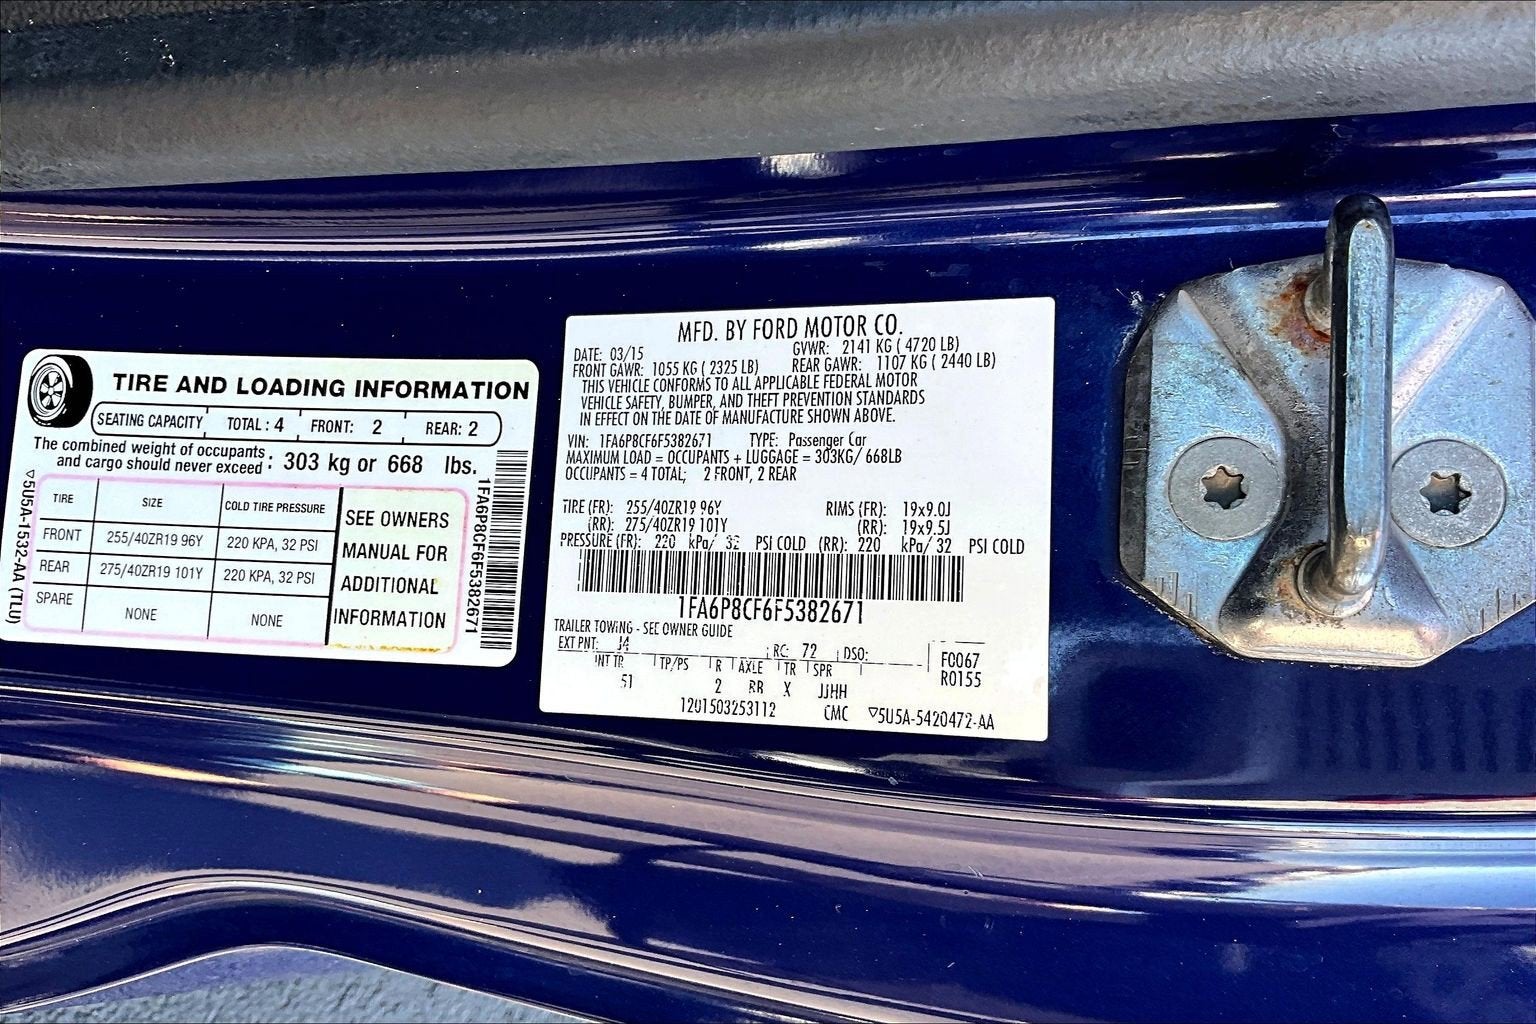 TIRE AND LOADING INFORMATION
SEATING CAPACITY TOTAL : 4 FRONT: 2 REAR: 2
The combined weight of occupants
and cargo should never exceed : 303 kg or 668 lbs.
TIRE SIZE COLD TIRE PRESSURE
FRONT 255/40ZR19 96Y 220 KPA, 32 PSI
REAR 275/40ZR19 101Y 220 KPA, 32 PSI
SPARE NONE NONE
SEE OWNERS
MANUAL FOR
ADDITIONAL
INFORMATION
▽5U5A-1532-AA (TLU)
1FA6P8CF6F5382671
MFD. BY FORD MOTOR CO.
DATE: 03/15 GVWR: 2141 KG ( 4720 LB)
FRONT GAWR: 1055 KG ( 2325 LB) REAR GAWR: 1107 KG ( 2440 LB)
THIS VEHICLE CONFORMS TO ALL APPLICABLE FEDERAL MOTOR
VEHICLE SAFETY, BUMPER, AND THEFT PREVENTION STANDARDS
IN EFFECT ON THE DATE OF MANUFACTURE SHOWN ABOVE.
VIN: 1FA6P8CF6F5382671 TYPE: Passenger Car
MAXIMUM LOAD = OCCUPANTS + LUGGAGE = 303KG/ 668LB
OCCUPANTS = 4 TOTAL; 2 FRONT, 2 REAR
TIRE (FR): 255/40ZR19 96Y RIMS (FR): 19x9.0J
(RR): 275/40ZR19 101Y (RR): 19x9.5J
PRESSURE (FR): 220 kPa/ 32 PSI COLD (RR): 220 kPa/ 32 PSI COLD
1FA6P8CF6F5382671
TRAILER TOWING - SEE OWNER GUIDE
EXT PNT: J4 RC: 72 DSO: F0067
INT TR TP/PS R AXLE TR SPR R0155
51 2 RR X JJHH
1201503253112 CMC ▽5U5A-5420472-AA